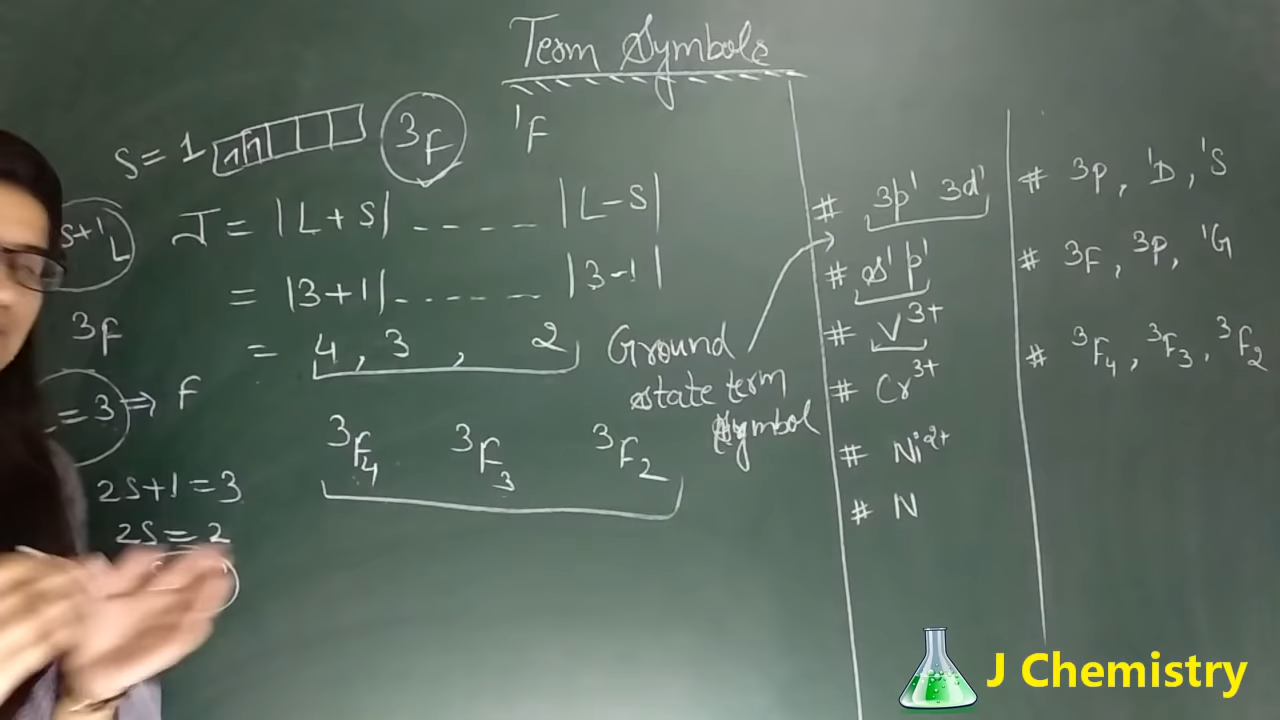 Term Symbols
S = 1
³F
¹F
S+1L
J = |L + S| ------ |L - S|
= |3 + 1| ------ |3 - 1|
³F
= 4, 3 , 2
= 3 ⇒ F
³F₄ ³F₃ ³F₂
2S+1 = 3
2S = 2
Ground
state term
Symbol
# 3p¹ 3d¹
# s¹ p¹
# V³⁺
# Cr³⁺
# Ni²⁺
# N
# ³P, ¹D, ¹S
# ³F, ³P, ¹G
# ³F₄, ³F₃, ³F₂
J Chemistry